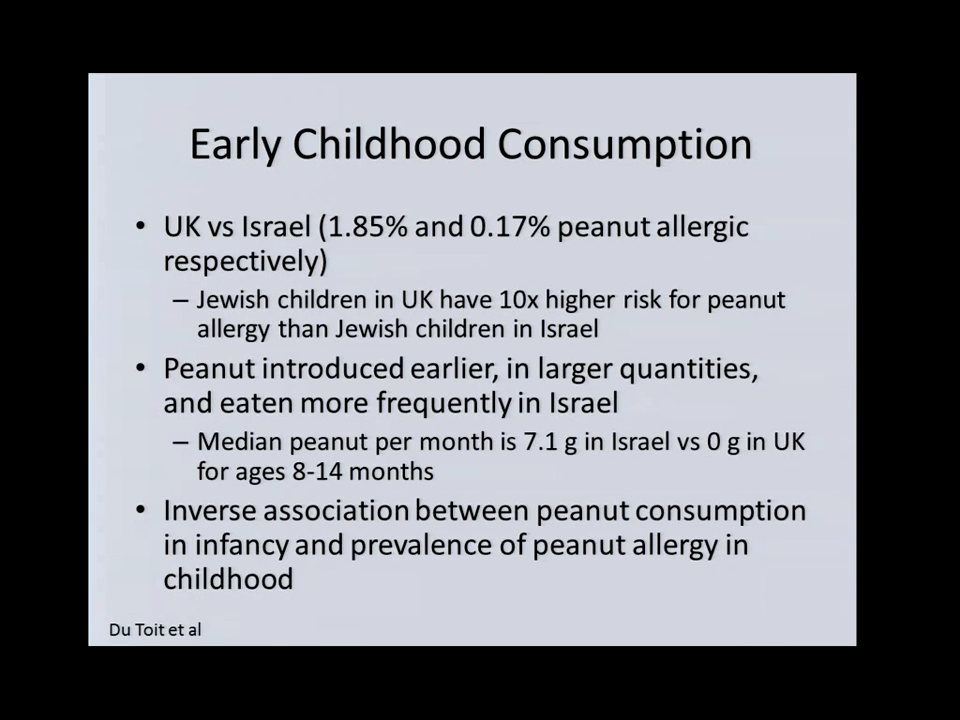 Early Childhood Consumption
• UK vs Israel (1.85% and 0.17% peanut allergic
respectively)
– Jewish children in UK have 10x higher risk for peanut
allergy than Jewish children in Israel
• Peanut introduced earlier, in larger quantities,
and eaten more frequently in Israel
– Median peanut per month is 7.1 g in Israel vs 0 g in UK
for ages 8-14 months
• Inverse association between peanut consumption
in infancy and prevalence of peanut allergy in
childhood
Du Toit et al